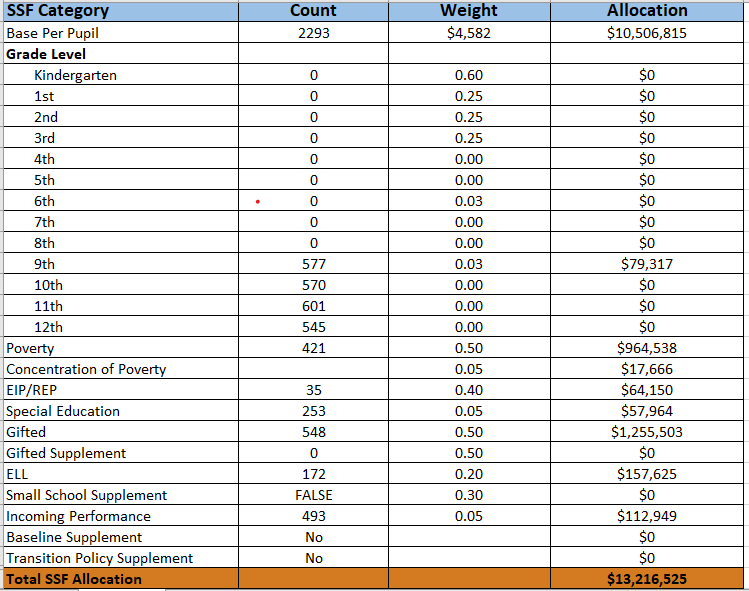 SSF Category Count Weight Allocation
Base Per Pupil 2293 $4,582 $10,506,815
Grade Level
Kindergarten 0 0.60 $0
1st 0 0.25 $0
2nd 0 0.25 $0
3rd 0 0.25 $0
4th 0 0.00 $0
5th 0 0.00 $0
6th 0 0.03 $0
7th 0 0.00 $0
8th 0 0.00 $0
9th 577 0.03 $79,317
10th 570 0.00 $0
11th 601 0.00 $0
12th 545 0.00 $0
Poverty 421 0.50 $964,538
Concentration of Poverty 0.05 $17,666
EIP/REP 35 0.40 $64,150
Special Education 253 0.05 $57,964
Gifted 548 0.50 $1,255,503
Gifted Supplement 0 0.50 $0
ELL 172 0.20 $157,625
Small School Supplement FALSE 0.30 $0
Incoming Performance 493 0.05 $112,949
Baseline Supplement No $0
Transition Policy Supplement No $0
Total SSF Allocation $13,216,525